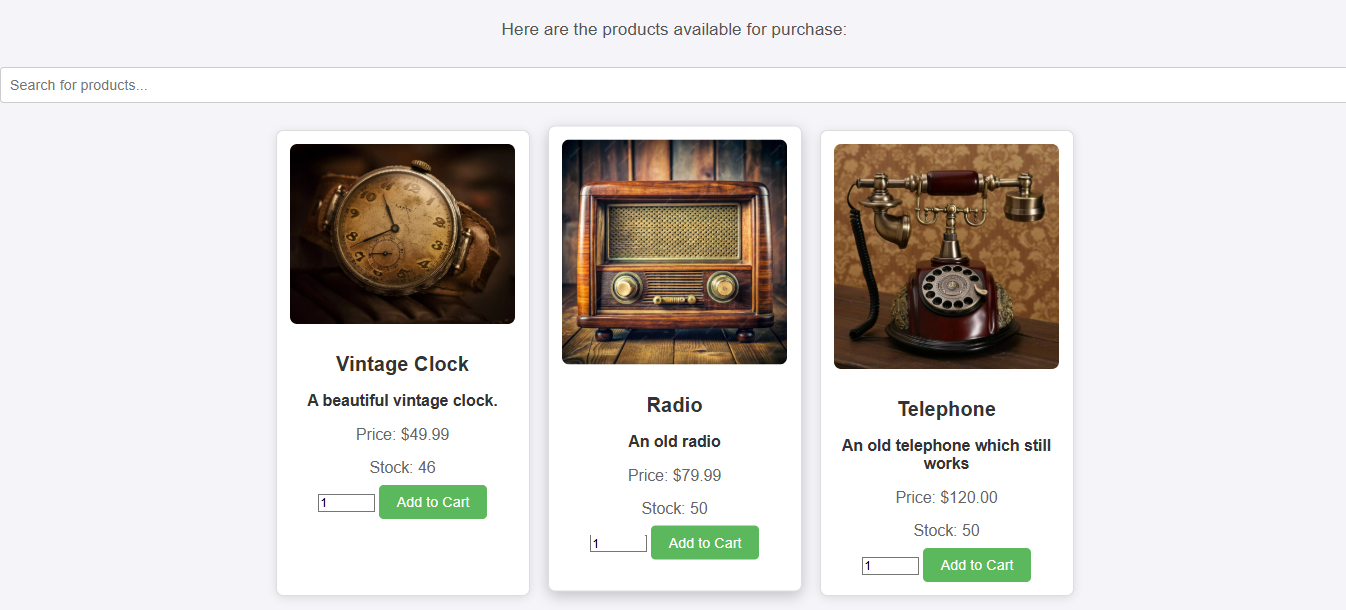 Here are the products available for purchase:
Search for products...
Vintage Clock
A beautiful vintage clock.
Price: $49.99
Stock: 46
1
Add to Cart
Radio
An old radio
Price: $79.99
Stock: 50
1
Add to Cart
Telephone
An old telephone which still
works
Price: $120.00
Stock: 50
1
Add to Cart